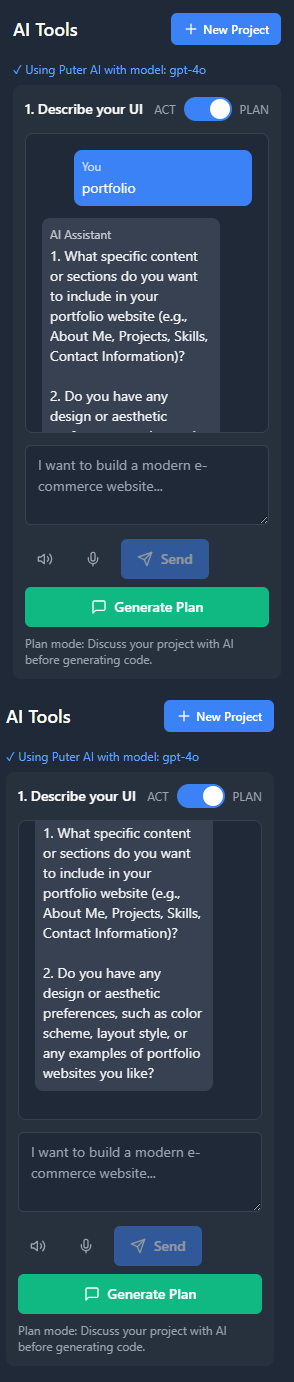 AI Tools
+ New Project
✓ Using Puter AI with model: gpt-4o
1. Describe your UI
ACT
PLAN
You
portfolio
AI Assistant
1. What specific content
or sections do you want
to include in your
portfolio website (e.g.,
About Me, Projects, Skills,
Contact Information)?
2. Do you have any
design or aesthetic
I want to build a modern e-
commerce website...
Send
Generate Plan
Plan mode: Discuss your project with AI
before generating code.
AI Tools
+ New Project
✓ Using Puter AI with model: gpt-4o
1. Describe your UI
ACT
PLAN
1. What specific content
or sections do you want
to include in your
portfolio website (e.g.,
About Me, Projects, Skills,
Contact Information)?
2. Do you have any
design or aesthetic
preferences, such as color
scheme, layout style, or
any examples of portfolio
websites you like?
I want to build a modern e-
commerce website...
Send
Generate Plan
Plan mode: Discuss your project with AI
before generating code.